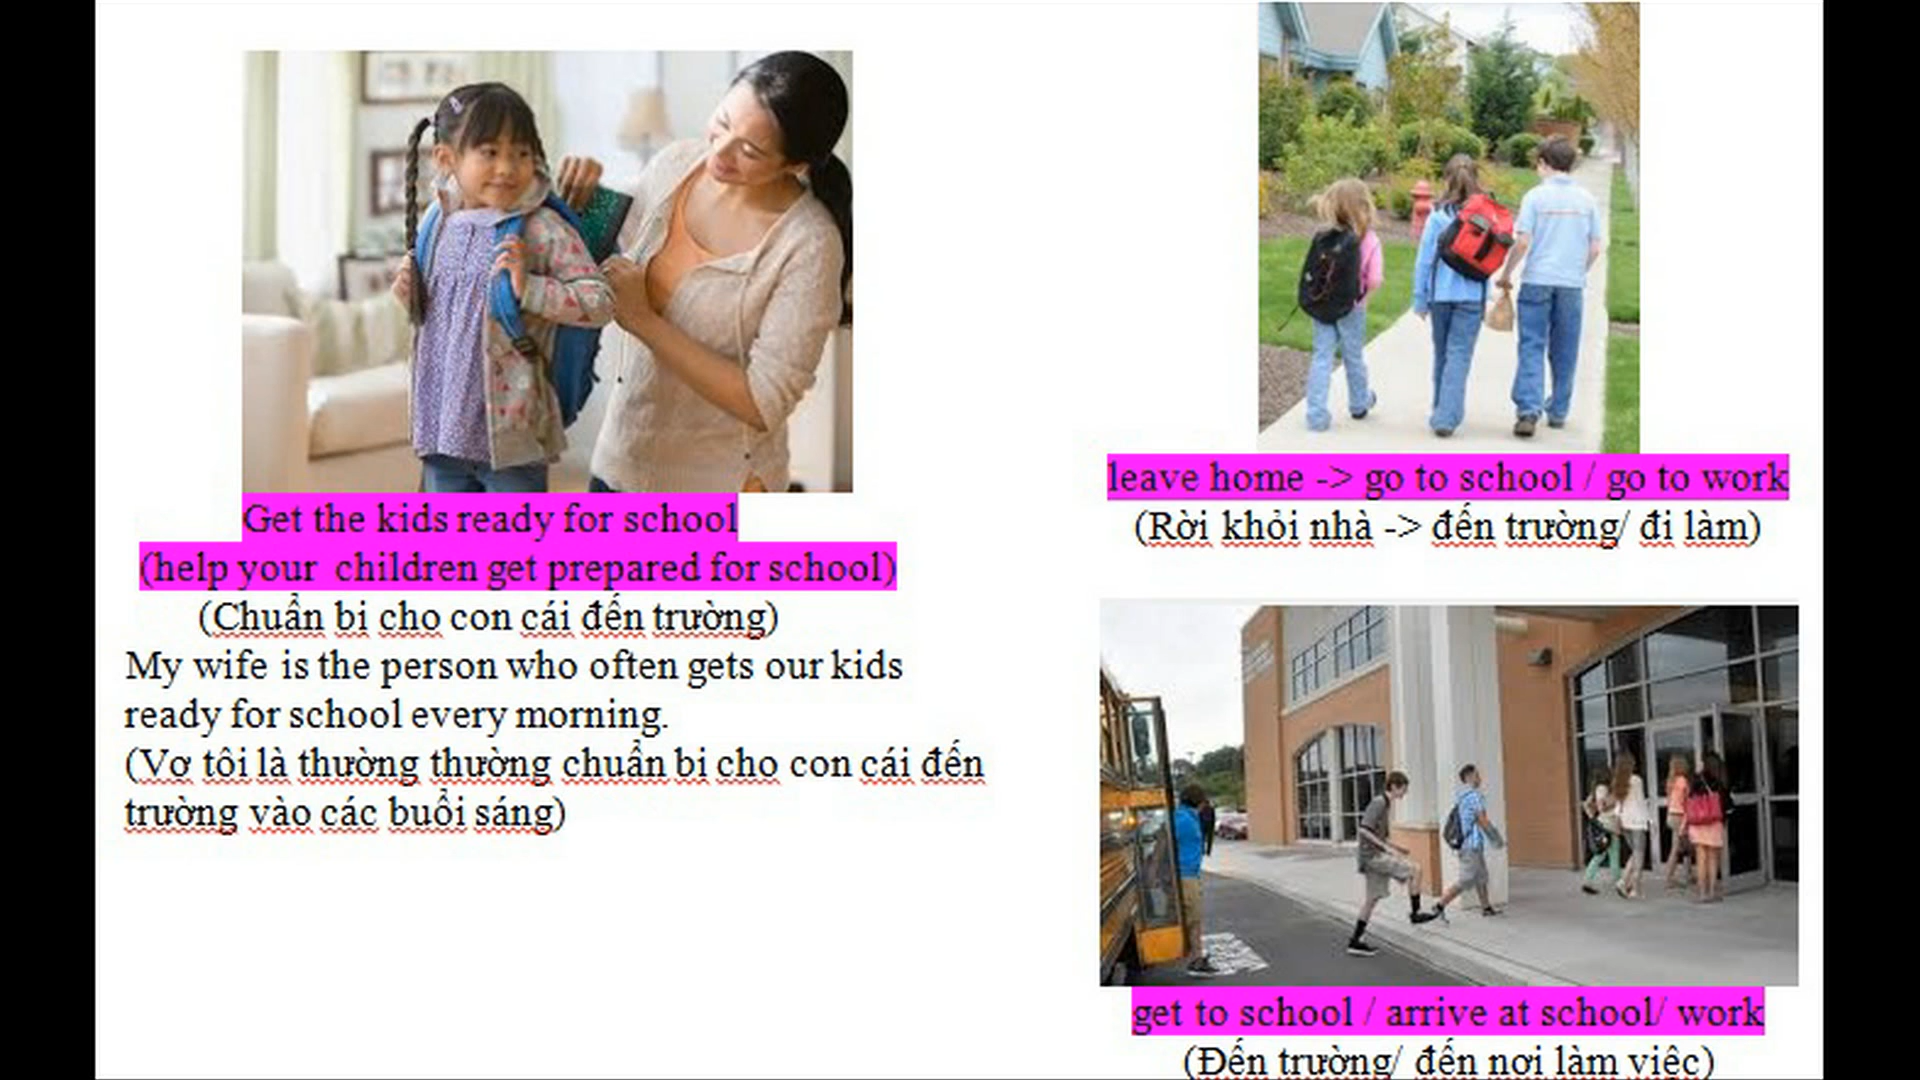 Get the kids ready for school
(help your children get prepared for school)
(Chuẩn bị cho con cái đến trường)
My wife is the person who often gets our kids
ready for school every morning.
(Vợ tôi là thường thường chuẩn bị cho con cái đến
trường vào các buổi sáng)
leave home -> go to school / go to work
(Rời khỏi nhà -> đến trường/ đi làm)
get to school / arrive at school/ work
(Đến trường/ đến nơi làm việc)